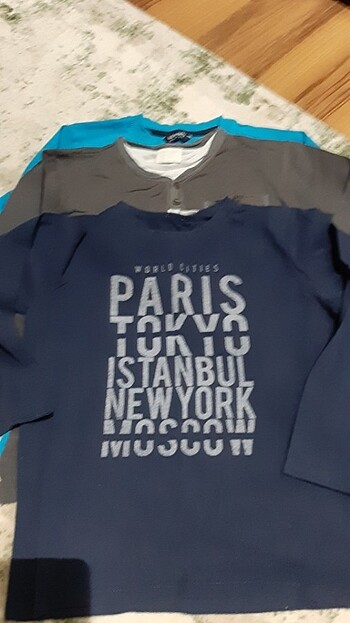 WORLD CITIES
PARIS
TOKYO
ISTANBUL
NEWYORK
MOSCOW